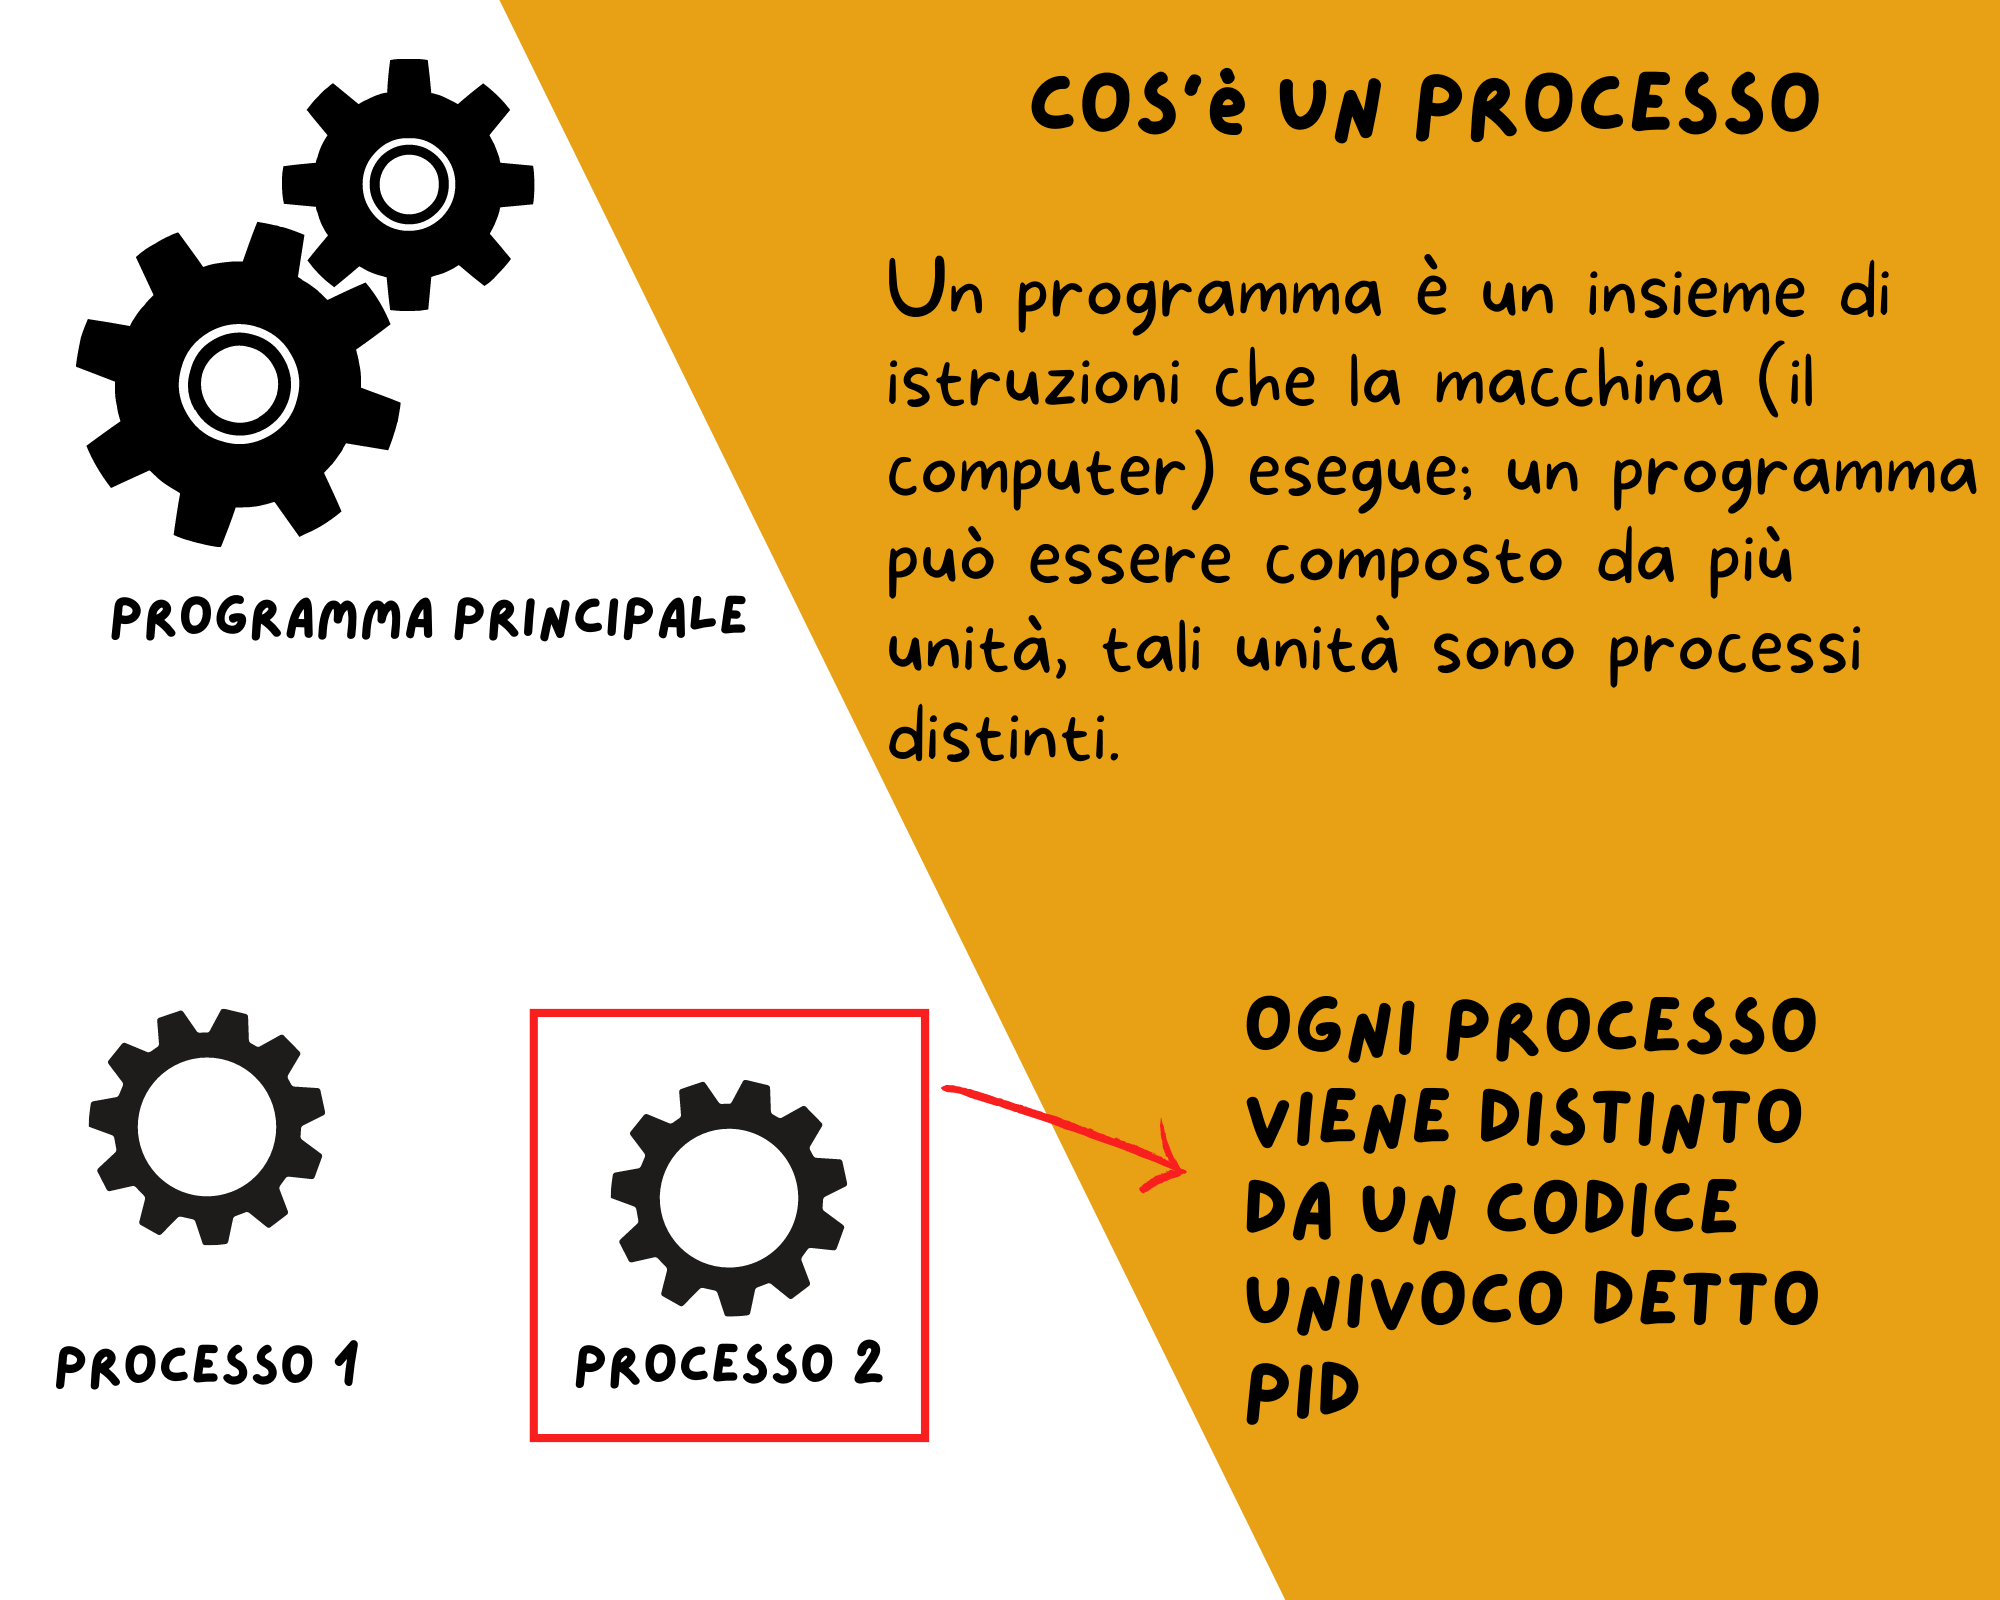 COS'è UN PROCESSO
Un programma è un insieme di
istruzioni che la macchina (il
computer) esegue; un programma
può essere composto da più
unità, tali unità sono processi
distinti.
PROGRAMMA PRINCIPALE
PROCESSO 1
PROCESSO 2
OGNI PROCESSO
VIENE DISTINTO
DA UN CODICE
UNIVOCO DETTO
PID